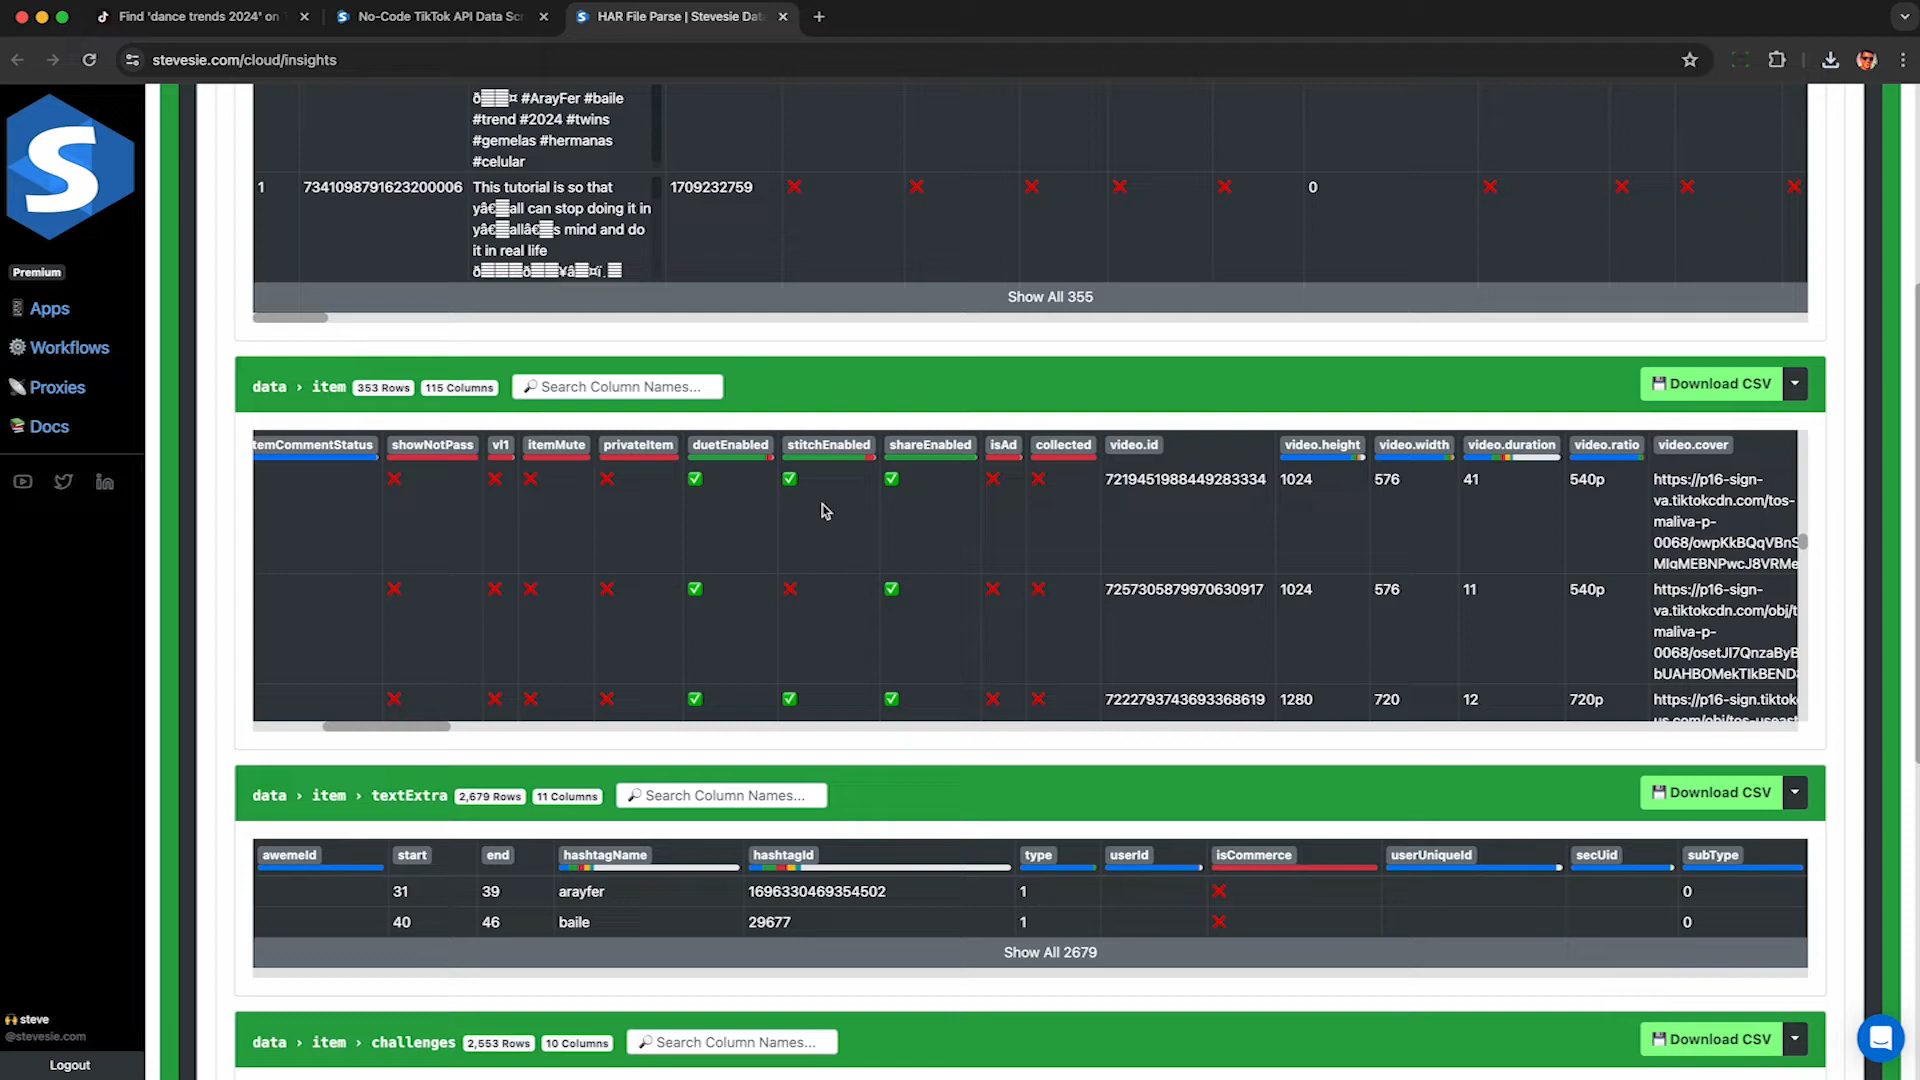 Find "dance trends 2024" on T
No-Code TikTok API Data Scr
HAR File Parse | Stevesie Dat
stevesie.com/cloud/insights
S
Premium
Apps
Workflows
Proxies
Docs
steve
@stevesie.com
Logout
#ArayFer #baile
#trend #2024 #twins
#gemelas #hermanas
#celular
1 7341098791623200006 This tutorial is so that 1709232759 0
all can stop doing it in
s mind and do
it in real life
Show All 355
data › item 353 Rows 115 Columns Search Column Names... Download CSV
temCommentStatus showNotPass vl1 itemMute privateItem duetEnabled stitchEnabled shareEnabled isAd collected video.id video.height video.width video.duration video.ratio video.cover
7219451988449283334 1024 576 41 540p https://p16-sign-
va.tiktokcdn.com/tos-
maliva-p-
0068/owpKkBQqVBnS
MIqMEBNPwcJ8VRMe
7257305879970630917 1024 576 11 540p https://p16-sign-
va.tiktokcdn.com/obj/t
maliva-p-
0068/osetJI7QnzaByB
bUAHBOMekTIkBEND
7222793743693368619 1280 720 12 720p https://p16-sign.tiktok
us.com/obj/tos-useast
data › item › textExtra 2,679 Rows 11 Columns Search Column Names... Download CSV
awemeId start end hashtagName hashtagId type userId isCommerce userUniqueId secUid subType
31 39 arayfer 1696330469354502 1 0
40 46 baile 29677 1 0
Show All 2679
data › item › challenges 2,553 Rows 10 Columns Search Column Names... Download CSV